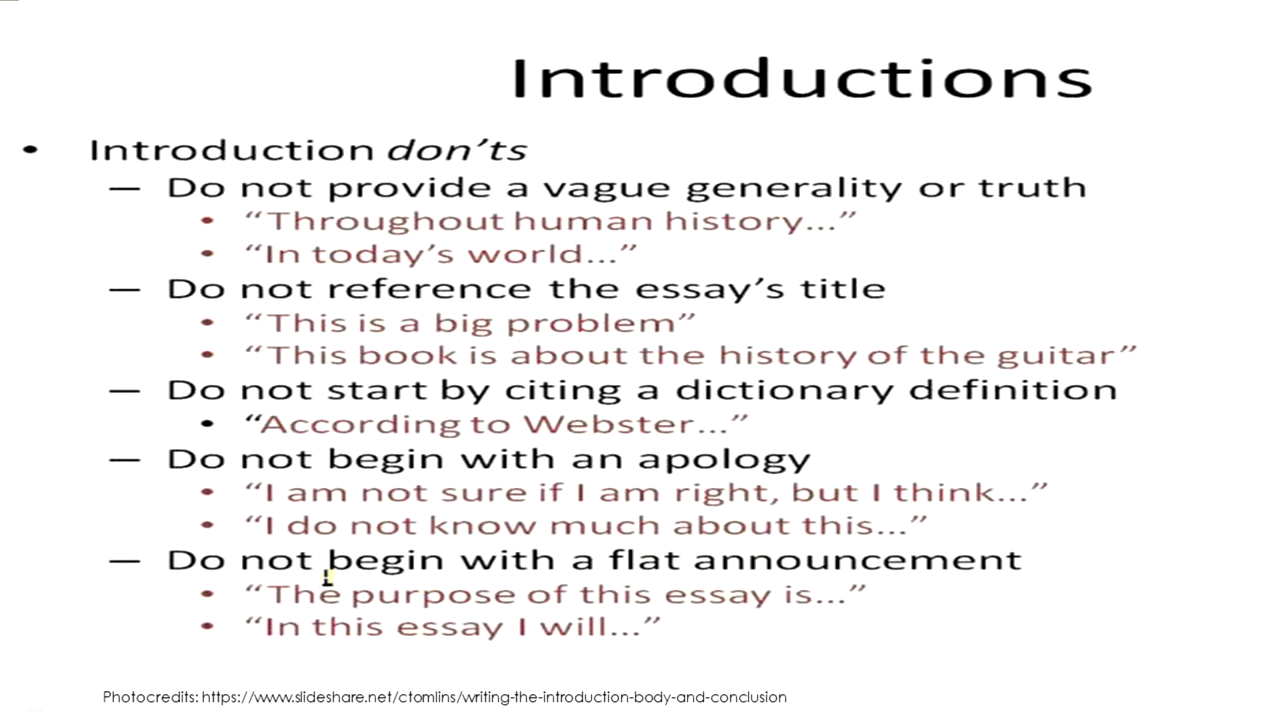 Introductions
• Introduction don'ts
— Do not provide a vague generality or truth
• “Throughout human history...”
• “In today’s world...”
— Do not reference the essay’s title
• “This is a big problem”
• “This book is about the history of the guitar”
— Do not start by citing a dictionary definition
• “According to Webster...”
— Do not begin with an apology
• “I am not sure if I am right, but I think...”
• “I do not know much about this...”
— Do not begin with a flat announcement
• “The purpose of this essay is...”
• “In this essay I will...”
Photocredits: https://www.slideshare.net/ctomlins/writing-the-introduction-body-and-conclusion